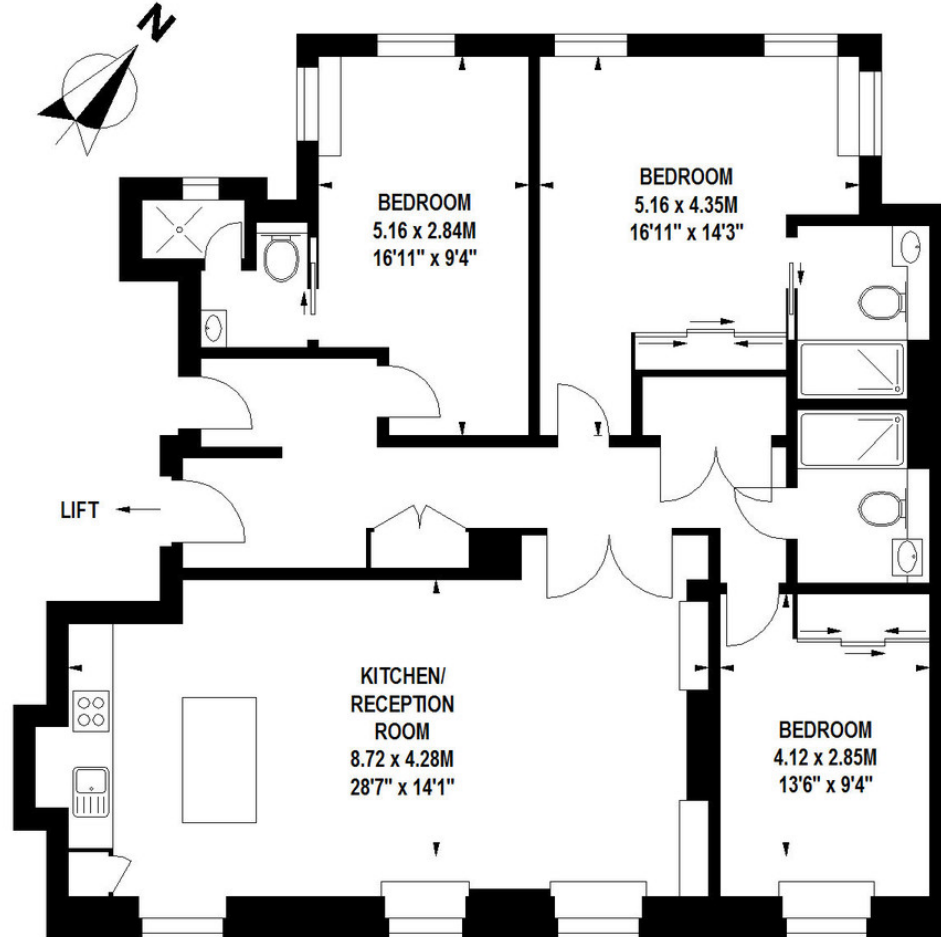 N
BEDROOM
5.16 x 2.84M
16'11" x 9'4"
BEDROOM
5.16 x 4.35M
16'11" x 14'3"
LIFT
KITCHEN/
RECEPTION
ROOM
8.72 x 4.28M
28'7" x 14'1"
BEDROOM
4.12 x 2.85M
13'6" x 9'4"